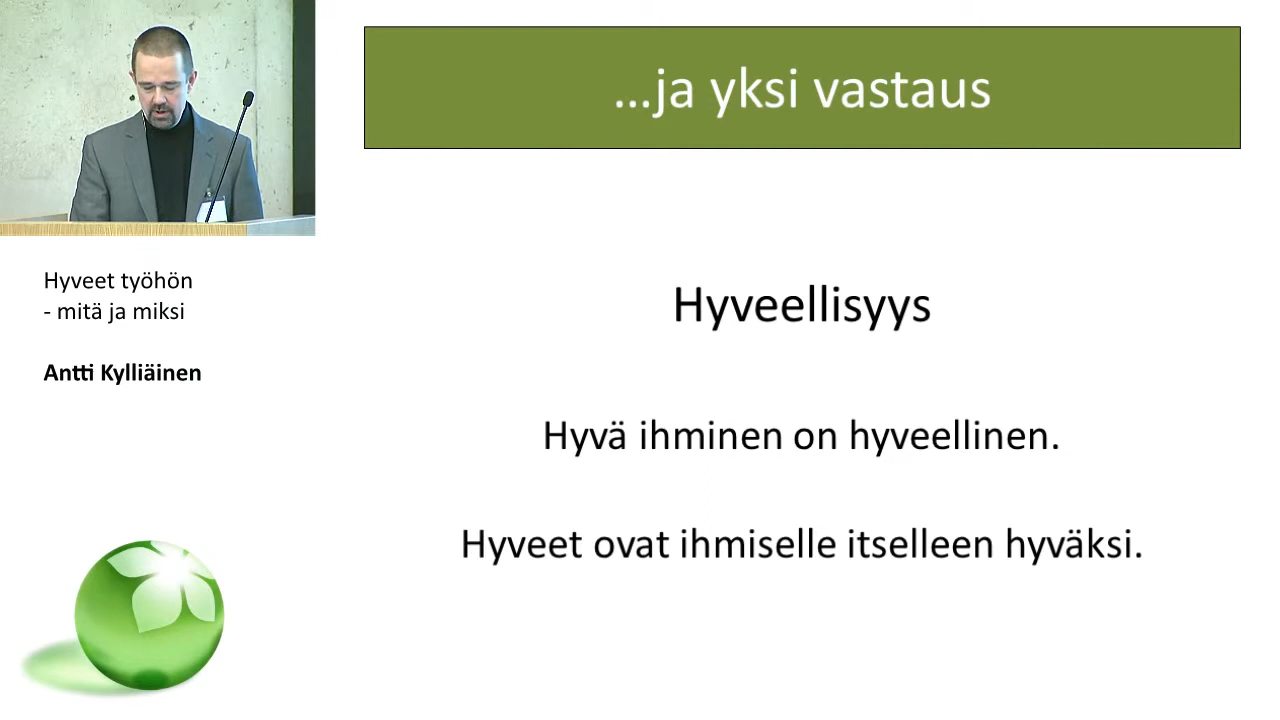 ...ja yksi vastaus
Hyveet työhön
- mitä ja miksi
Antti Kylliäinen
Hyveellisyys
Hyvä ihminen on hyveellinen.
Hyveet ovat ihmiselle itselleen hyväksi.